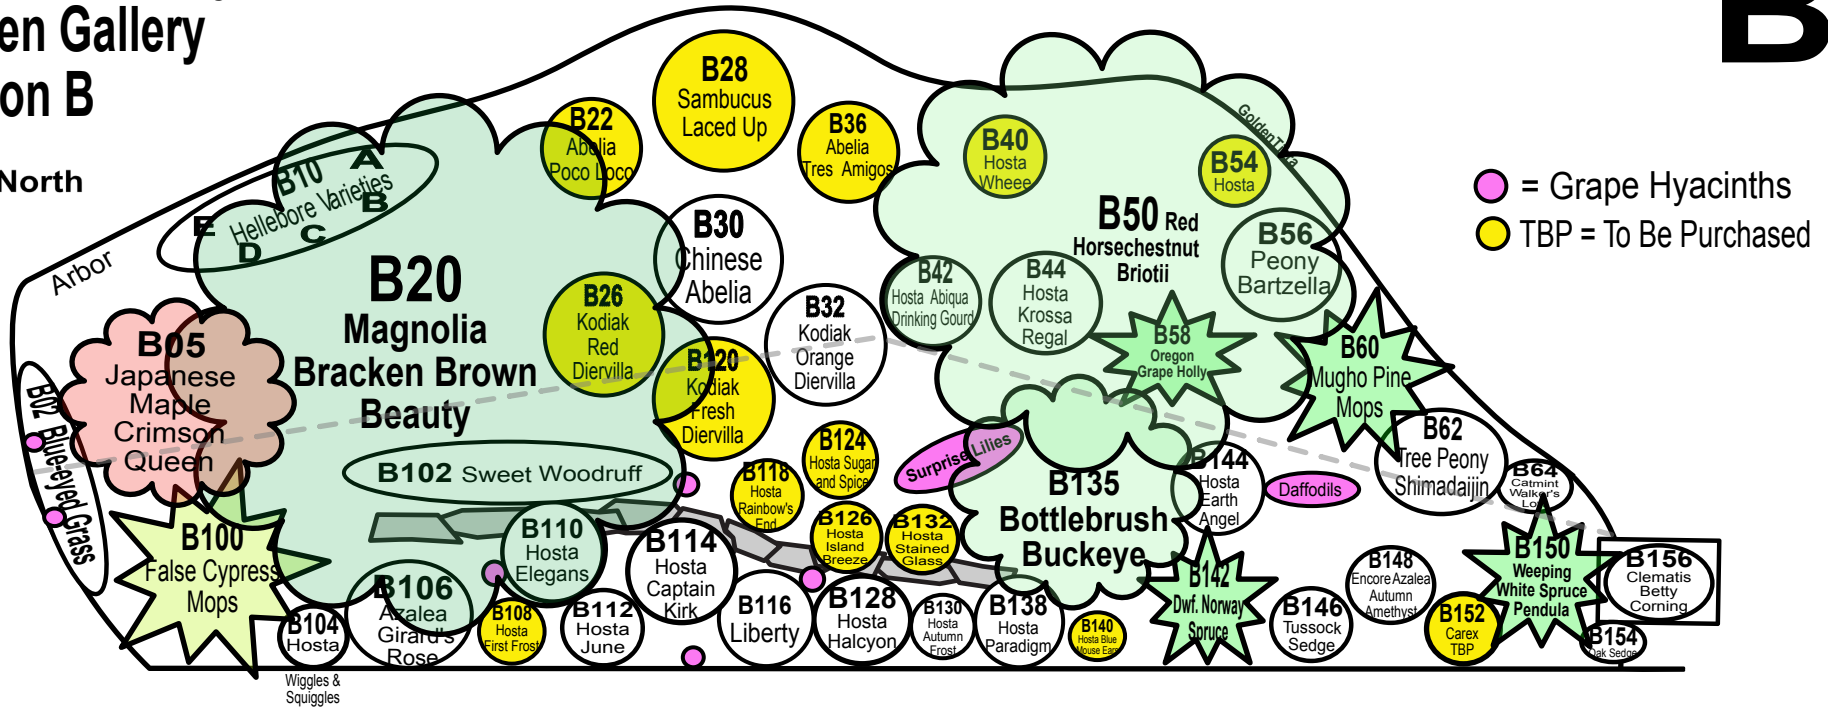 en Gallery
on B
B
North
= Grape Hyacinths
TBP = To Be Purchased
Arbor
B10
Hellebore Varieties
A
B
C
D
E
B22
Abelia
Poco Loco
B28
Sambucus
Laced Up
B36
Abelia
Tres Amigos
B40
Hosta
Wheee
B54
Hosta
B50 Red
Horsechestnut
Briotii
B56
Peony
Bartzella
B30
Chinese
Abelia
B20
Magnolia
Bracken Brown
Beauty
B26
Kodiak
Red
Diervilla
B32
Kodiak
Orange
Diervilla
B42
Hosta Abiqua
Drinking Gourd
B44
Hosta
Krossa
Regal
B58
Oregon
Grape Holly
B60
Mugho Pine
Mops
B05
Japanese
Maple
Crimson
Queen
B02 Blue-eyed Grass
B120
Kodiak
Fresh
Diervilla
B102 Sweet Woodruff
B118
Hosta
Rainbow's
End
B124
Hosta Sugar
and Spice
Surprise Lilies
B135
Bottlebrush
Buckeye
B144
Hosta
Earth
Angel
Daffodils
B62
Tree Peony
Shimadaijin
B64
Catmint
Walker's
B100
False Cypress
Mops
B110
Hosta
Elegans
B114
Hosta
Captain
Kirk
B126
Hosta
Island
Breeze
B132
Hosta
Stained
Glass
B142
Dwf. Norway
Spruce
B148
Encore Azalea
Autumn
Amethyst
B150
Weeping
White Spruce
Pendula
B156
Clematis
Betty
Corning
B104
Hosta
Wiggles &
Squiggles
B106
Azalea
Girard's
Rose
B108
Hosta
First Frost
B112
Hosta
June
B116
Liberty
B128
Hosta
Halcyon
B130
Hosta
Autumn
Frost
B138
Hosta
Paradigm
B140
Hosta Blue
Mouse Ears
B146
Tussock
Sedge
B152
Carex
TBP
B154
Oak Sedge